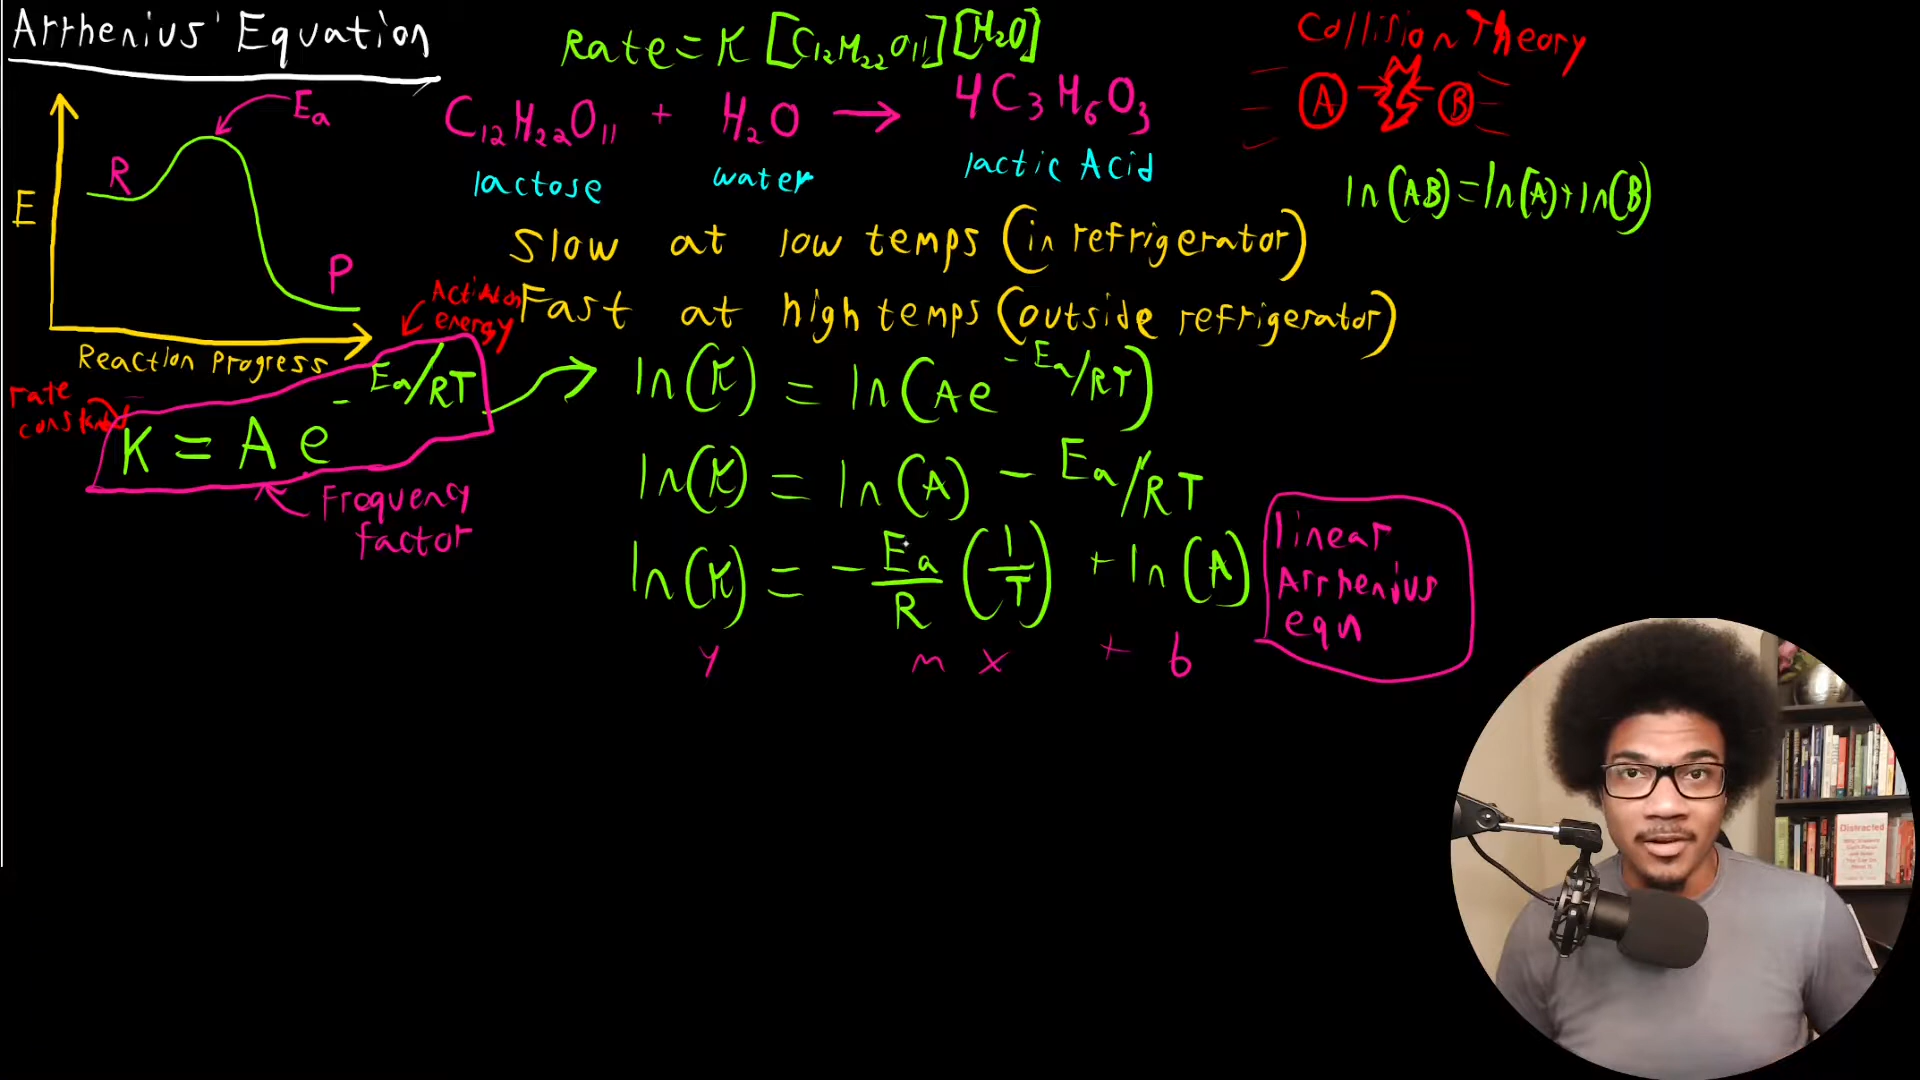 Arrhenius' Equation
Rate = K [C₁₂H₂₂O₁₁] [H₂O]
Collision Theory
A B
Ea
C₁₂H₂₂O₁₁ + H₂O → 4C₃H₆O₃
lactose water lactic Acid
ln(AB) = ln(A) + ln(B)
R
E
P
Slow at low temps (in refrigerator)
Fast at high temps (outside refrigerator)
Reaction Progress
Activation
energy
rate
constant
K = A e^-Ea/RT
Frequency
factor
ln(K) = ln(Ae^-Ea/RT)
ln(K) = ln(A) - Ea/RT
ln(K) = -Ea/R (1/T) + ln(A)
y m x + b
linear
Arrhenius
eqn
Distracted